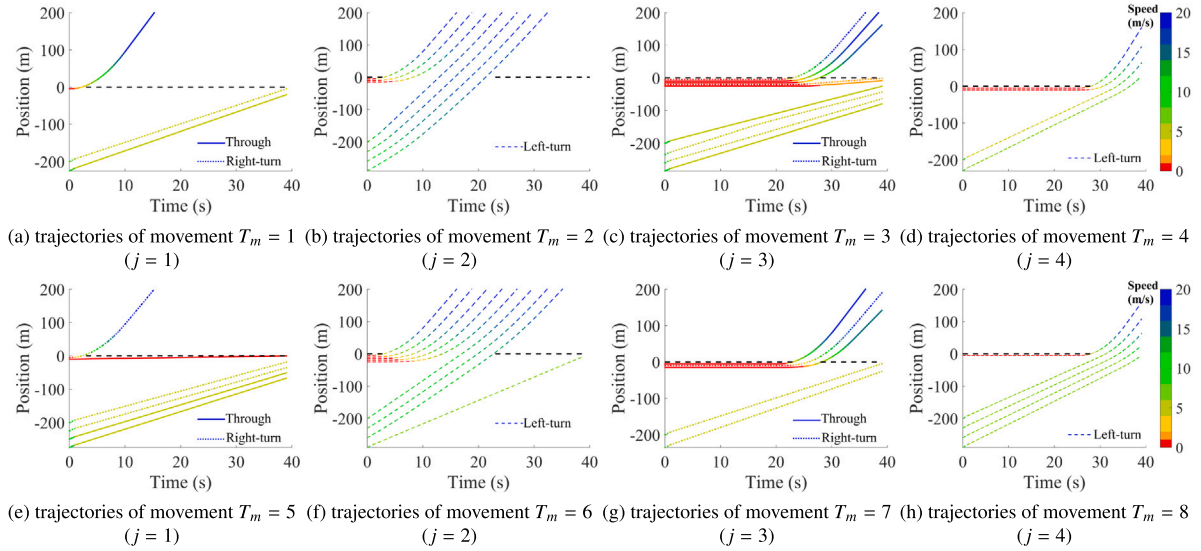 200
100
0
-100
-200
Position (m)
0 10 20 30 40
Time (s)
Through
Right-turn
200
100
0
-100
-200
Position (m)
0 10 20 30 40
Time (s)
Left-turn
200
100
0
-100
-200
Position (m)
0 10 20 30 40
Time (s)
Through
Right-turn
200
100
0
-100
-200
Position (m)
0 10 20 30 40
Time (s)
Left-turn
Speed
(m/s)
20
15
10
5
0
(a) trajectories of movement Tₘ = 1
(j = 1)
(b) trajectories of movement Tₘ = 2
(j = 2)
(c) trajectories of movement Tₘ = 3
(j = 3)
(d) trajectories of movement Tₘ = 4
(j = 4)
200
100
0
-100
-200
Position (m)
0 10 20 30 40
Time (s)
Through
Right-turn
200
100
0
-100
-200
Position (m)
0 10 20 30 40
Time (s)
Left-turn
200
100
0
-100
-200
Position (m)
0 10 20 30 40
Time (s)
Through
Right-turn
200
100
0
-100
-200
Position (m)
0 10 20 30 40
Time (s)
Left-turn
Speed
(m/s)
20
15
10
5
0
(e) trajectories of movement Tₘ = 5
(j = 1)
(f) trajectories of movement Tₘ = 6
(j = 2)
(g) trajectories of movement Tₘ = 7
(j = 3)
(h) trajectories of movement Tₘ = 8
(j = 4)